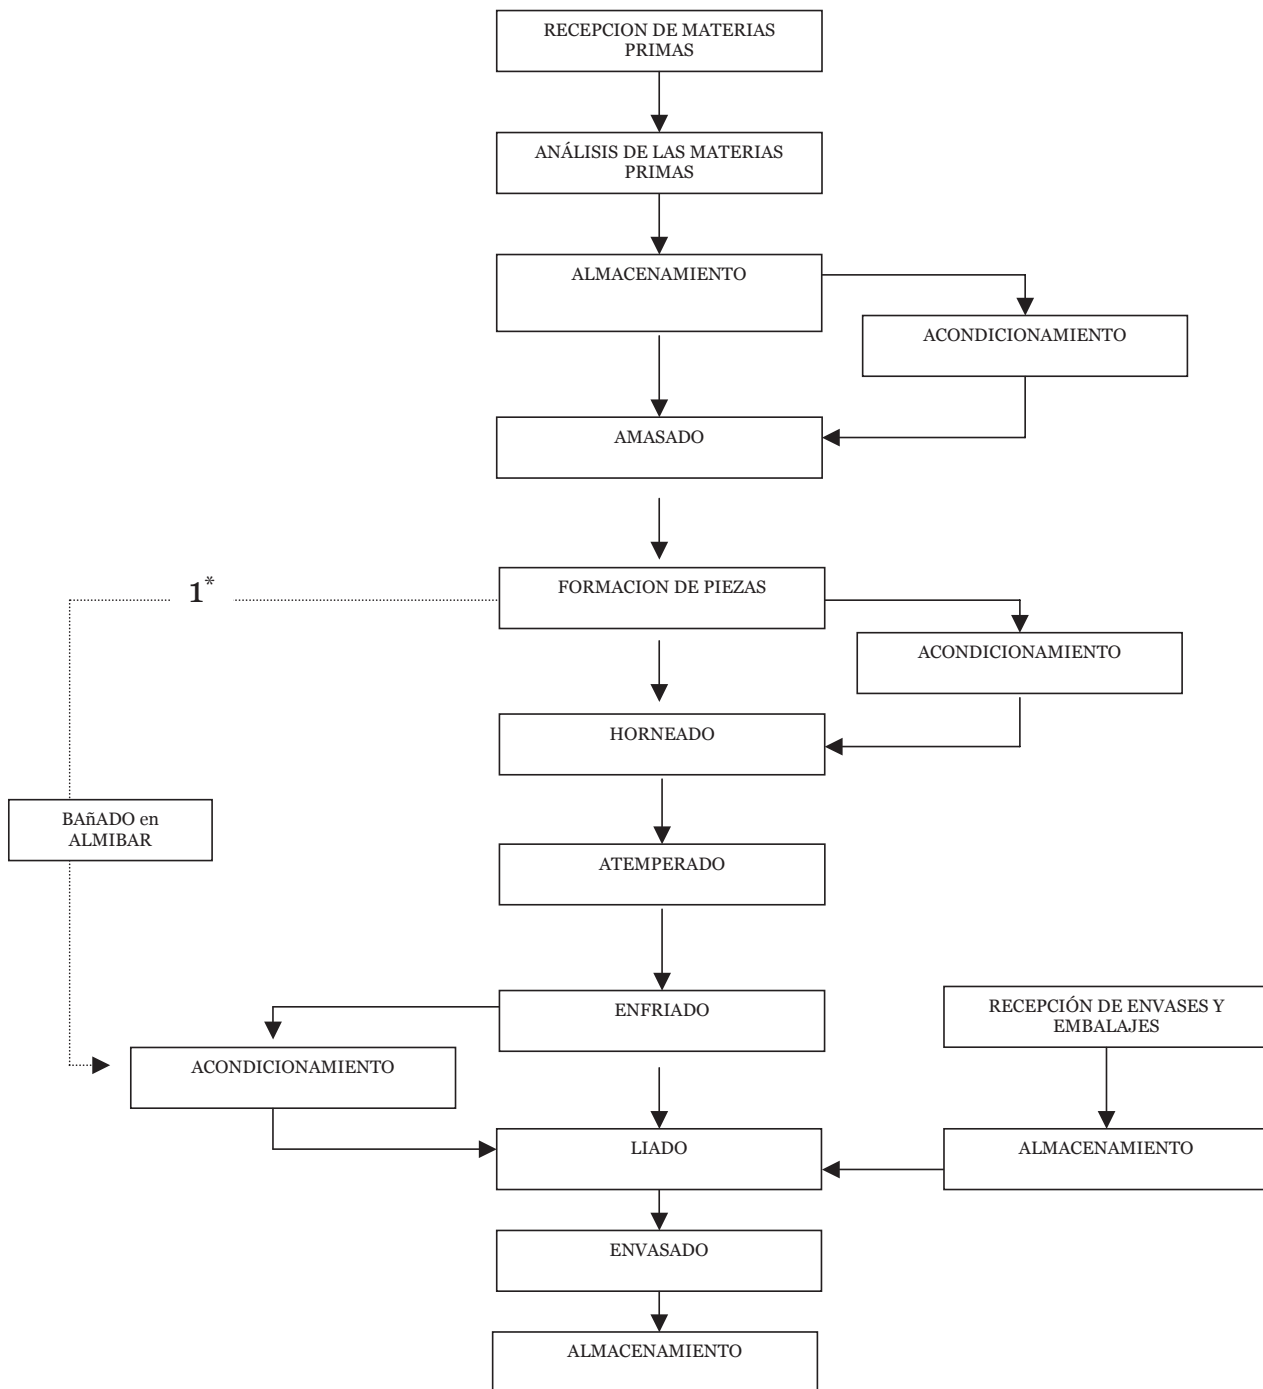 RECEPCION DE MATERIAS
PRIMAS
ANÁLISIS DE LAS MATERIAS
PRIMAS
ALMACENAMIENTO
ACONDICIONAMIENTO
AMASADO
1*
FORMACION DE PIEZAS
ACONDICIONAMIENTO
HORNEADO
BAñADO en
ALMIBAR
ATEMPERADO
ENFRIADO
RECEPCIÓN DE ENVASES Y
EMBALAJES
ACONDICIONAMIENTO
LIADO
ALMACENAMIENTO
ENVASADO
ALMACENAMIENTO